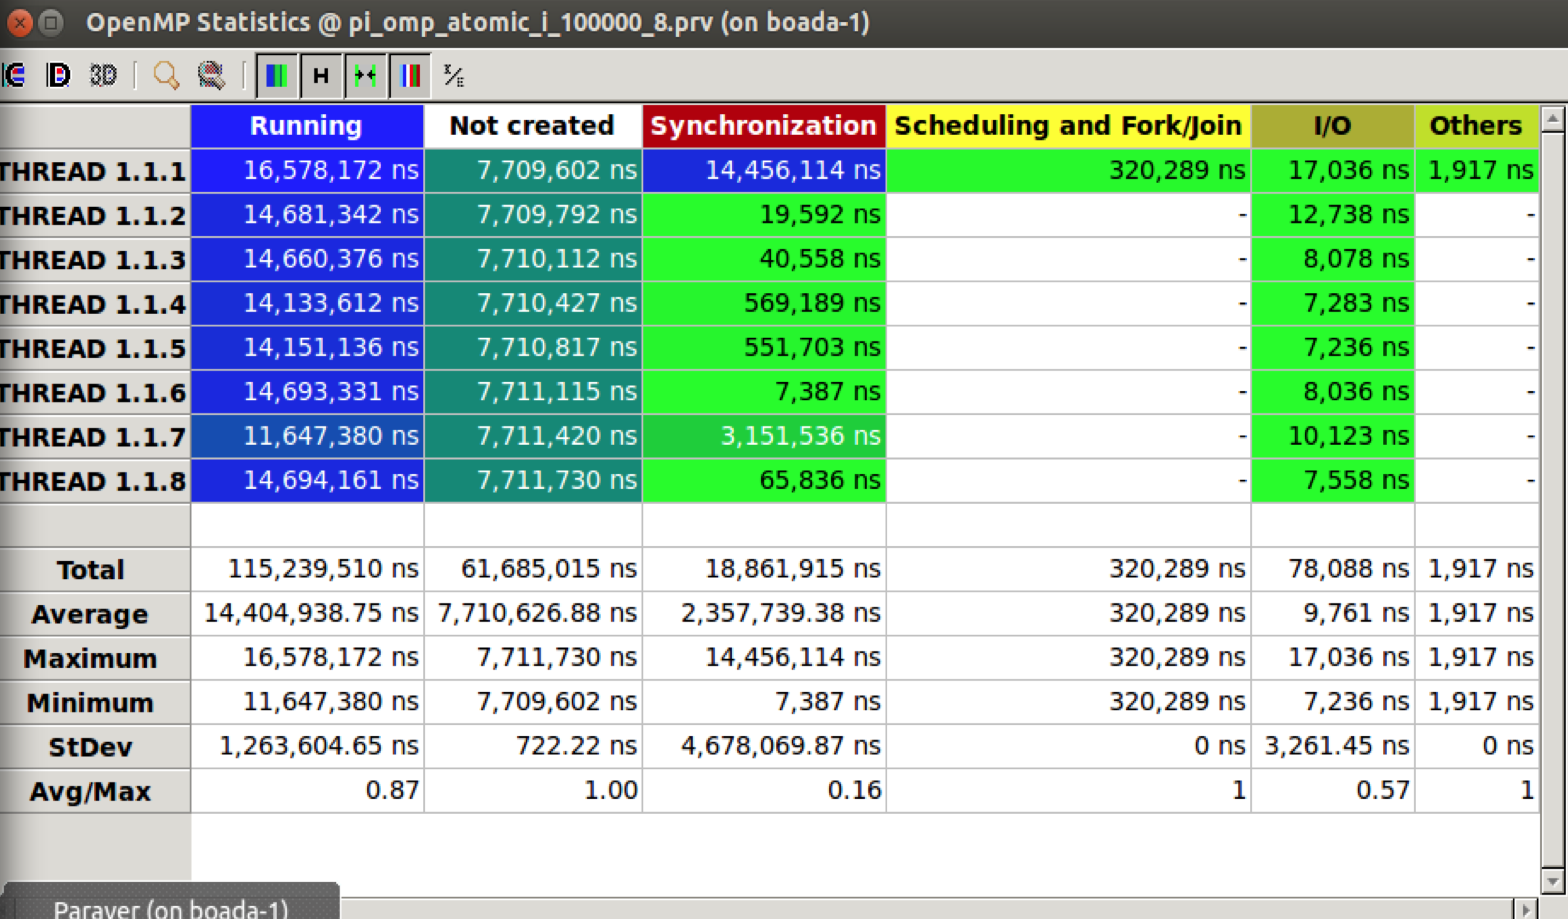 OpenMP Statistics @ pi_omp_atomic_i_100000_8.prv (on boada-1)
3D H
Running Not created Synchronization Scheduling and Fork/Join I/O Others
THREAD 1.1.1 16,578,172 ns 7,709,602 ns 14,456,114 ns 320,289 ns 17,036 ns 1,917 ns
THREAD 1.1.2 14,681,342 ns 7,709,792 ns 19,592 ns - 12,738 ns -
THREAD 1.1.3 14,660,376 ns 7,710,112 ns 40,558 ns - 8,078 ns -
THREAD 1.1.4 14,133,612 ns 7,710,427 ns 569,189 ns - 7,283 ns -
THREAD 1.1.5 14,151,136 ns 7,710,817 ns 551,703 ns - 7,236 ns -
THREAD 1.1.6 14,693,331 ns 7,711,115 ns 7,387 ns - 8,036 ns -
THREAD 1.1.7 11,647,380 ns 7,711,420 ns 3,151,536 ns - 10,123 ns -
THREAD 1.1.8 14,694,161 ns 7,711,730 ns 65,836 ns - 7,558 ns -
Total 115,239,510 ns 61,685,015 ns 18,861,915 ns 320,289 ns 78,088 ns 1,917 ns
Average 14,404,938.75 ns 7,710,626.88 ns 2,357,739.38 ns 320,289 ns 9,761 ns 1,917 ns
Maximum 16,578,172 ns 7,711,730 ns 14,456,114 ns 320,289 ns 17,036 ns 1,917 ns
Minimum 11,647,380 ns 7,709,602 ns 7,387 ns 320,289 ns 7,236 ns 1,917 ns
StDev 1,263,604.65 ns 722.22 ns 4,678,069.87 ns 0 ns 3,261.45 ns 0 ns
Avg/Max 0.87 1.00 0.16 1 0.57 1
Paraver (on boada-1)